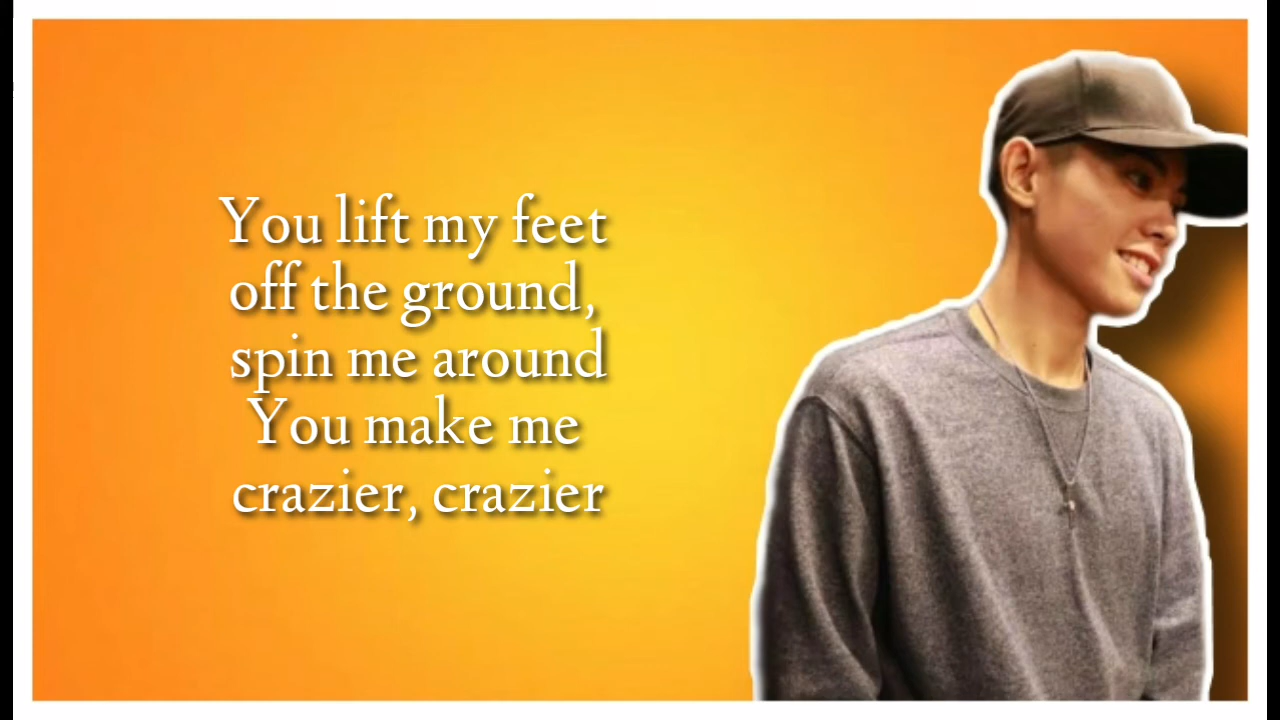 You lift my feet
off the ground,
spin me around
You make me
crazier, crazier